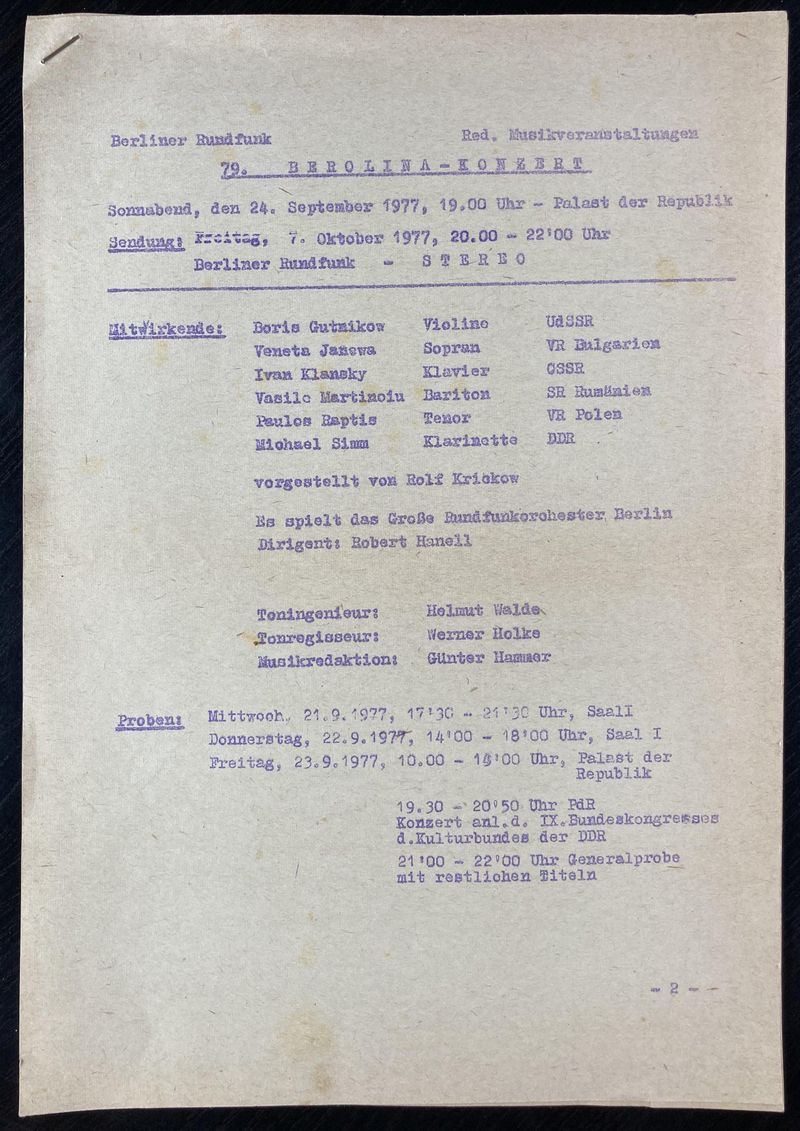 Berliner Rundfunk Red. Musikveranstaltungen
79. BEROLINA-KONZERT
Sonnabend, den 24. September 1977, 19.00 Uhr - Palast der Republik
Sendung: Freitag, 7. Oktober 1977, 20.00 - 22'00 Uhr
Berliner Rundfunk - STEREO
Mitwirkende: Boris Gutnikow Violine UdSSR
Veneta Janewa Sopran VR Bulgarien
Ivan Klansky Klavier CSSR
Vasile Martinoiu Bariton SR Rumänien
Paulos Raptis Tenor VR Polen
Michael Simm Klarinette DDR
vorgestellt von Rolf Krickow
Es spielt das Große Rundfunkorchester Berlin
Dirigent: Robert Hanell
Toningenieur: Helmut Walde
Tonregisseur: Werner Holke
Musikredaktion: Günter Hammer
Proben: Mittwoch, 21.9.1977, 17'30 - 21'30 Uhr, SaalI
Donnerstag, 22.9.1977, 14'00 - 18'00 Uhr, Saal I
Freitag, 23.9.1977, 10.00 - 14'00 Uhr, Palast der
Republik
19.30 - 20'50 Uhr PdR
Konzert anl.d. IX.Bundeskongresses
d.Kulturbundes der DDR
21'00 - 22'00 Uhr Generalprobe
mit restlichen Titeln
- 2 - -